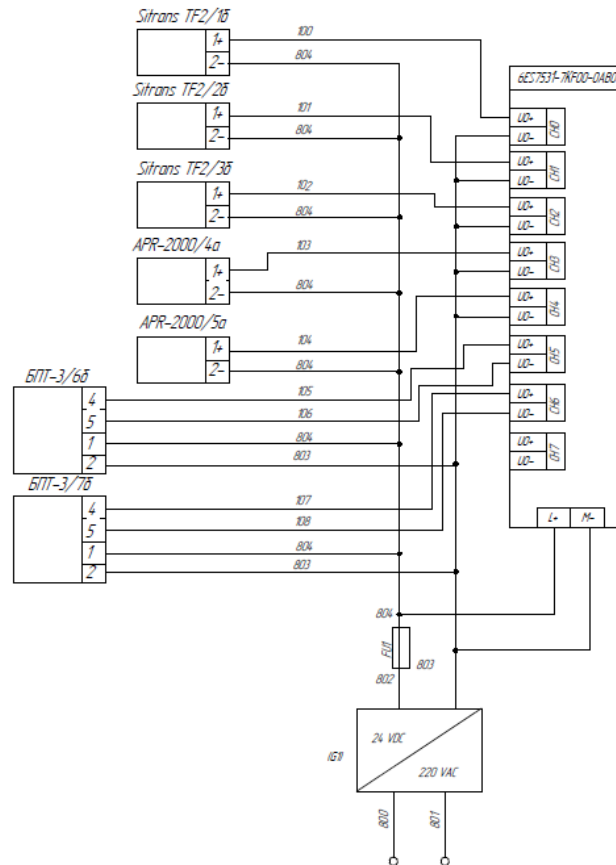 Sitrans TF2/1б
1+
2-
100
804
Sitrans TF2/2б
1+
2-
101
804
Sitrans TF2/3б
1+
2-
102
804
APR-2000/4а
1+
2-
103
804
APR-2000/5а
1+
2-
104
804
БПТ-3/6б
4
5
1
2
105
106
804
803
БПТ-3/7б
4
5
1
2
107
108
804
803
6ES7531-7KF00-0AB0
U0+
U0-
CH0
U0+
U0-
CH1
U0+
U0-
CH2
U0+
U0-
CH3
U0+
U0-
CH4
U0+
U0-
CH5
U0+
U0-
CH6
U0+
U0-
CH7
L+
M-
804
FU1
803
802
24 VDC
(G1)
220 VAC
800
801